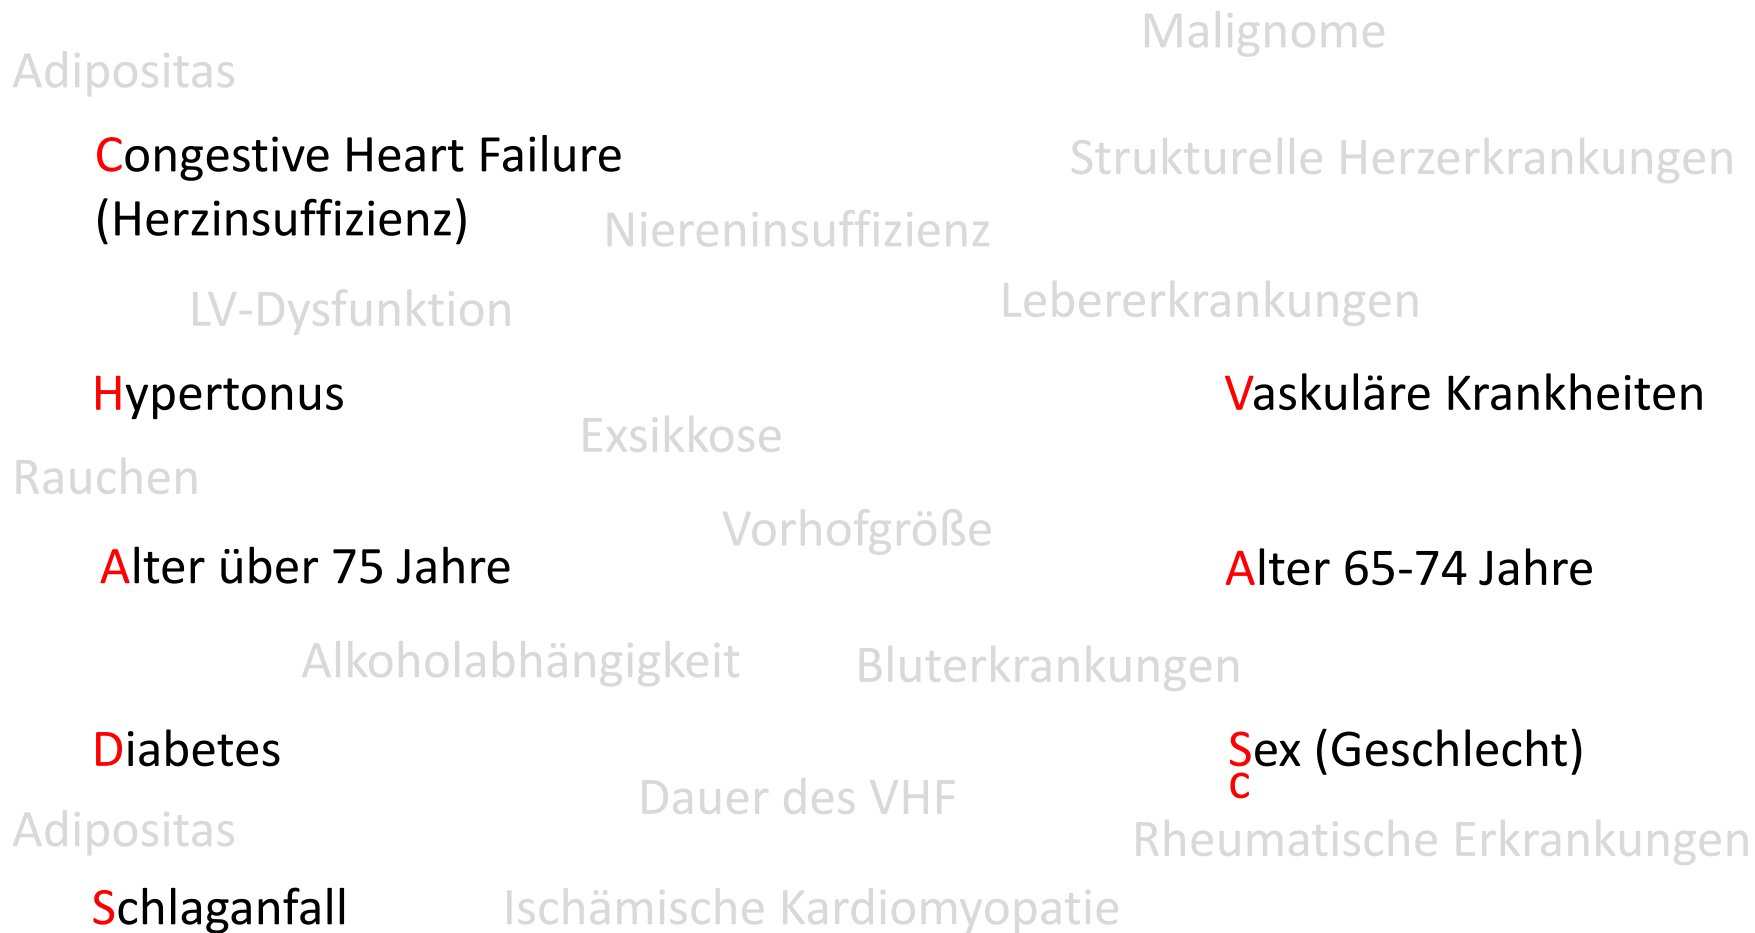 Malignome
Adipositas
Congestive Heart Failure
(Herzinsuffizienz)
Strukturelle Herzerkrankungen
Niereninsuffizienz
LV-Dysfunktion
Lebererkrankungen
Hypertonus
Vaskuläre Krankheiten
Exsikkose
Rauchen
Vorhofgröße
Alter über 75 Jahre
Alter 65-74 Jahre
Alkoholabhängigkeit
Bluterkrankungen
Diabetes
Sex (Geschlecht)
c
Dauer des VHF
Adipositas
Rheumatische Erkrankungen
Schlaganfall
Ischämische Kardiomyopatie